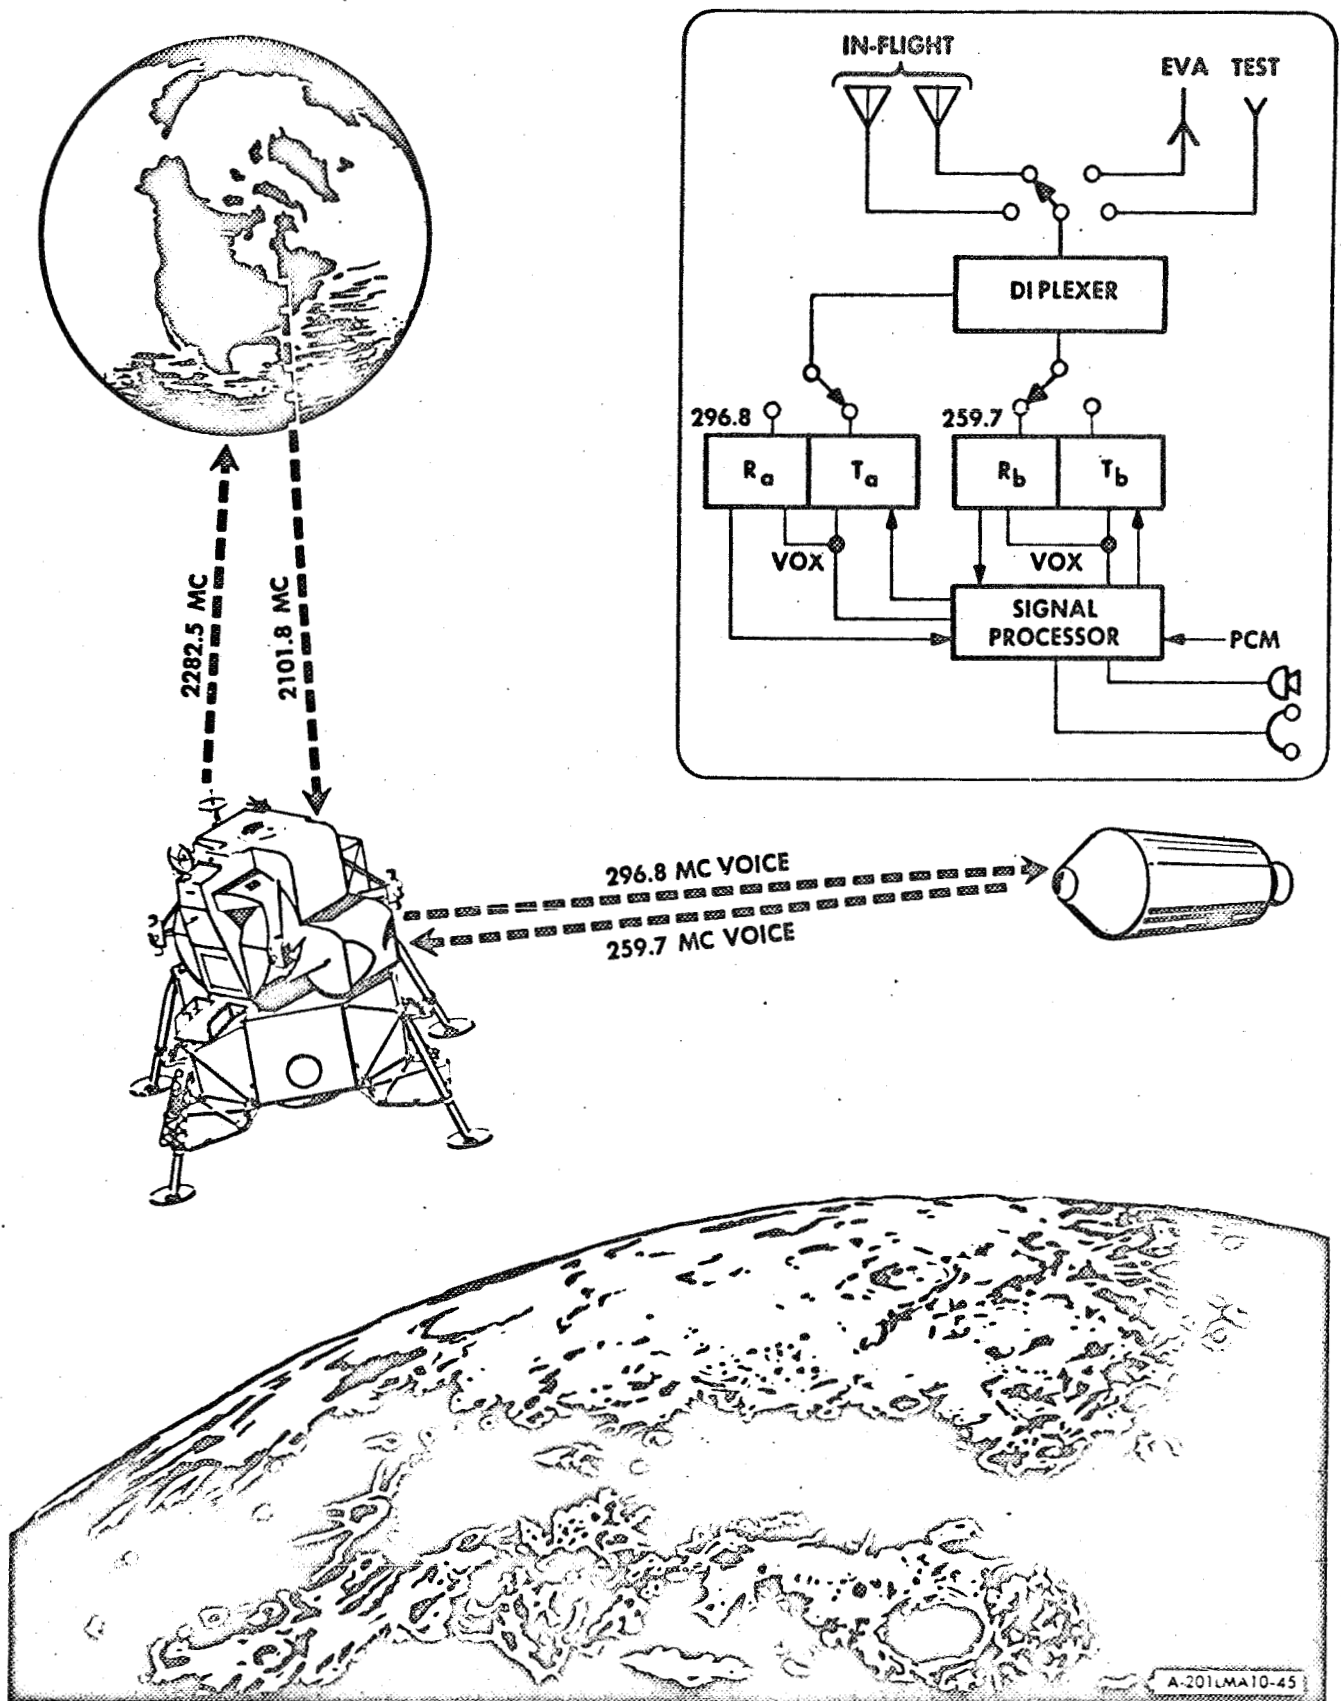 IN-FLIGHT
EVA TEST
DIPLEXER
296.8
259.7
Ra
Ta
Rb
Tb
VOX
VOX
SIGNAL
PROCESSOR
PCM
2282.5 MC
2101.8 MC
296.8 MC VOICE
259.7 MC VOICE
A-201LMA10-45